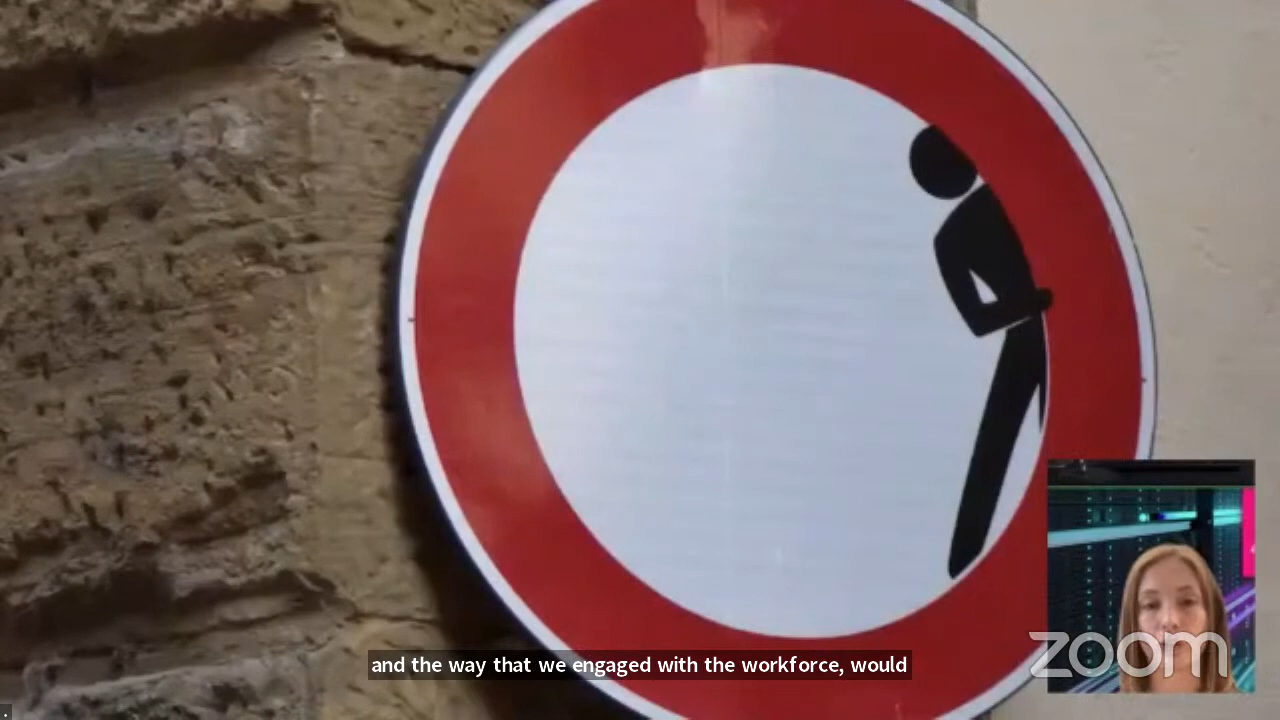 and the way that we engaged with the workforce, would
zoom
.